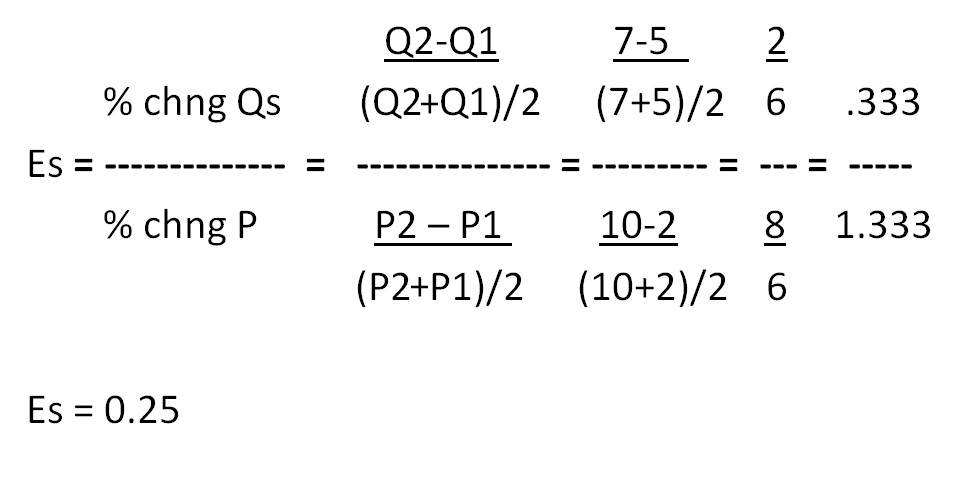 Q2-Q1 7-5 2
% chng Qs (Q2+Q1)/2 (7+5)/2 6 .333
Es = -------------- = --------------- = --------- = --- = -----
% chng P P2 – P1 10-2 8 1.333
(P2+P1)/2 (10+2)/2 6
Es = 0.25